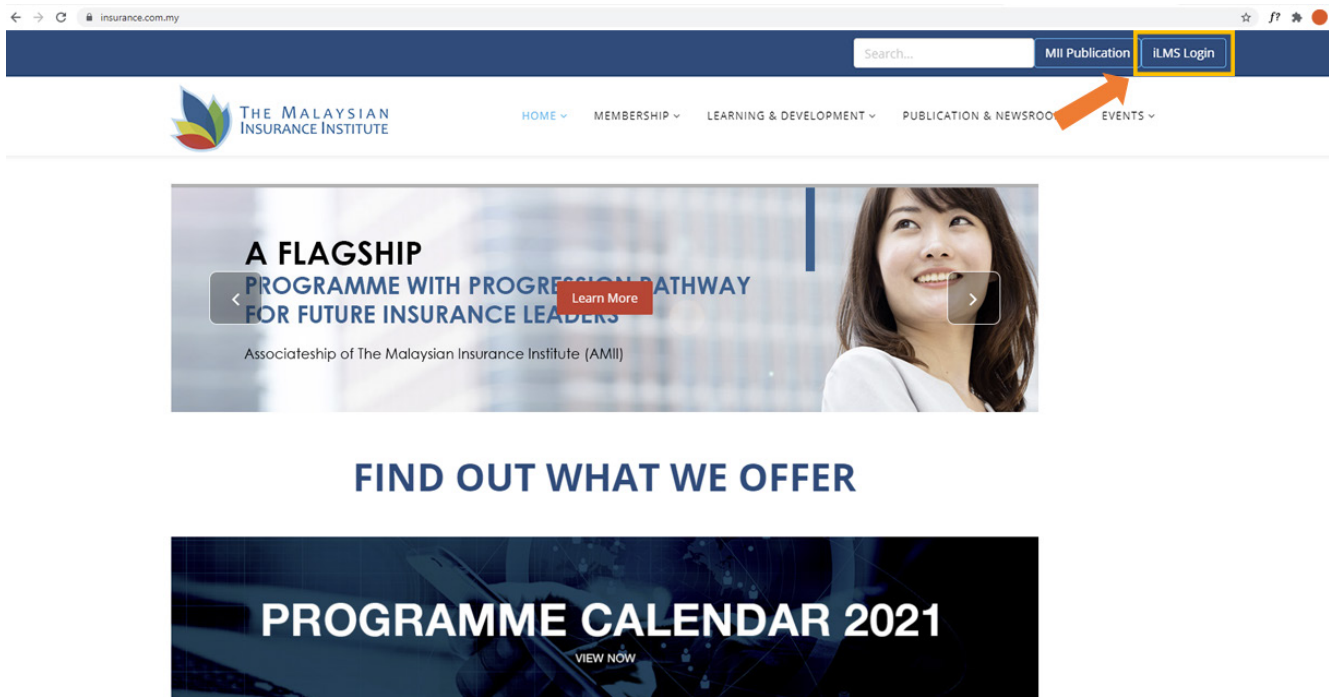 insurance.com.my
f?
Search...
MII Publication
iLMS Login
THE MALAYSIAN
INSURANCE INSTITUTE
HOME
MEMBERSHIP
LEARNING & DEVELOPMENT
PUBLICATION & NEWSROO
EVENTS
A FLAGSHIP
PROGRAMME WITH PROGRESSION PATHWAY
FOR FUTURE INSURANCE LEADERS
Learn More
Associateship of The Malaysian Insurance Institute (AMII)
FIND OUT WHAT WE OFFER
PROGRAMME CALENDAR 2021
VIEW NOW